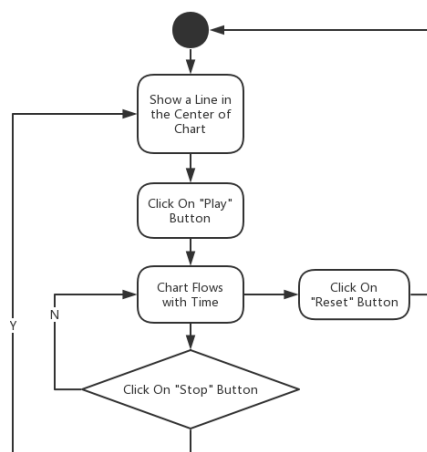 Show a Line in
the Center of
Chart
Click On "Play"
Button
Chart Flows
with Time
Click On
"Reset" Button
N
Y
Click On "Stop" Button